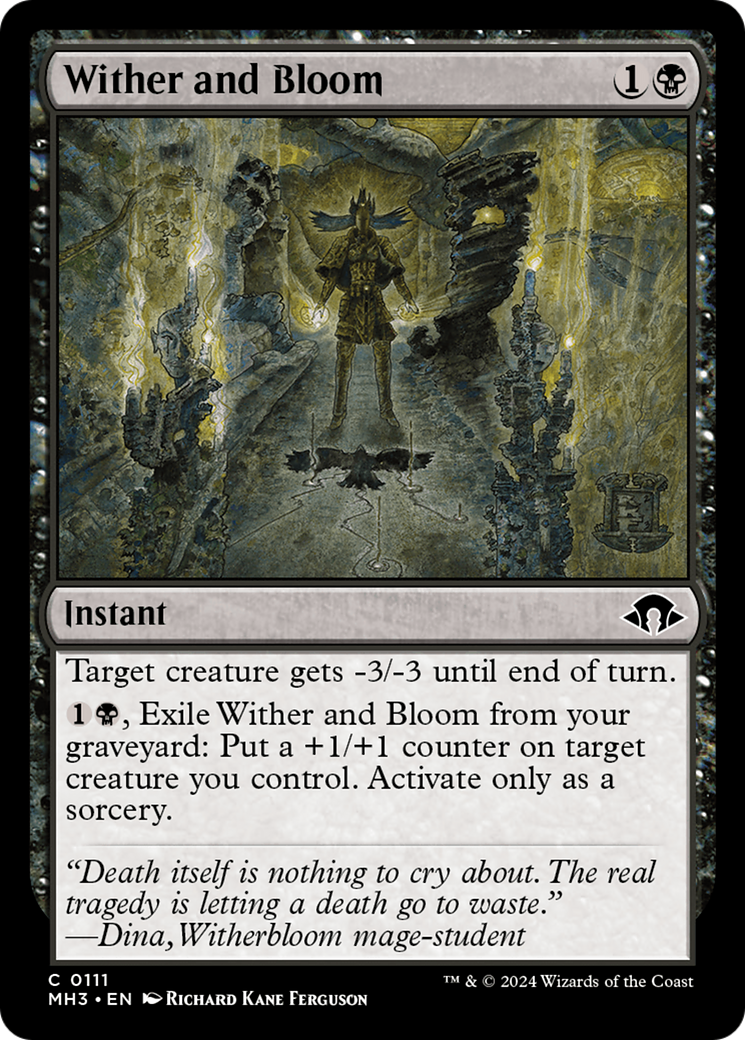 Wither and Bloom
1
Instant
Target creature gets -3/-3 until end of turn.
1, Exile Wither and Bloom from your
graveyard: Put a +1/+1 counter on target
creature you control. Activate only as a
sorcery.
“Death itself is nothing to cry about. The real
tragedy is letting a death go to waste.”
—Dina, Witherbloom mage-student
C 0111
MH3 • EN Richard Kane Ferguson
™ & © 2024 Wizards of the Coast